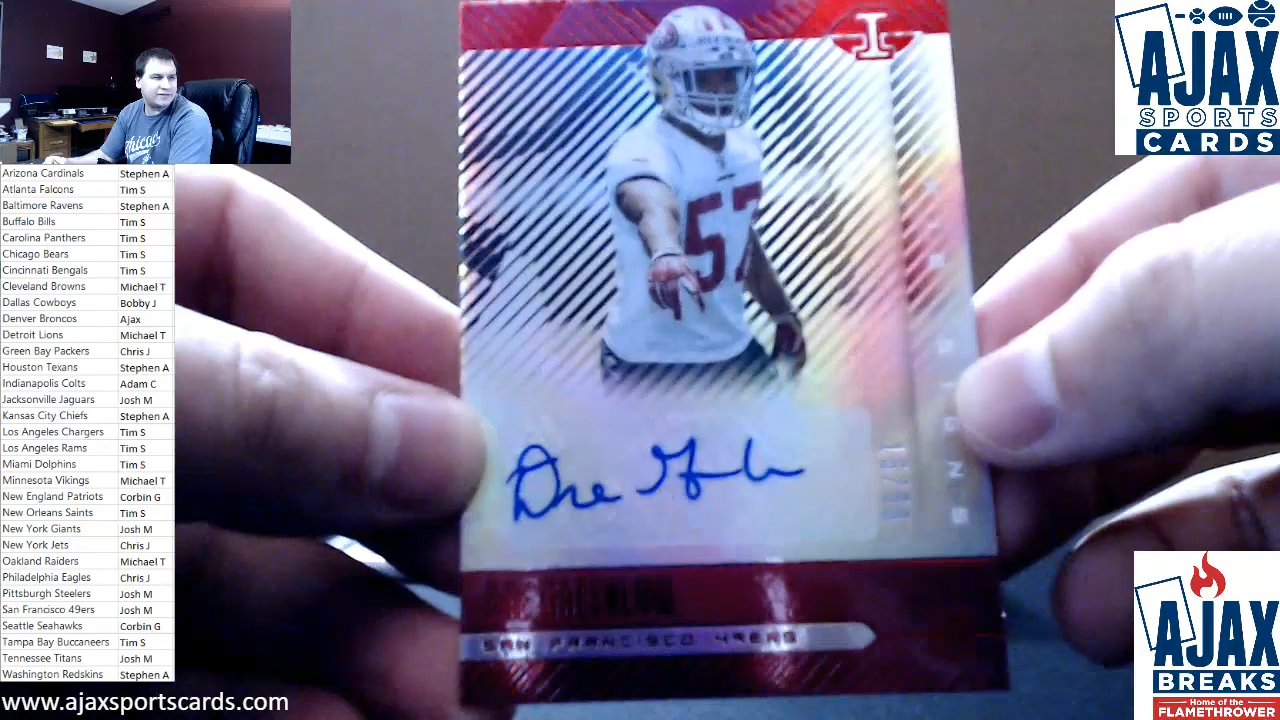 Chicago
Arizona Cardinals Stephen A
Atlanta Falcons Tim S
Baltimore Ravens Stephen A
Buffalo Bills Tim S
Carolina Panthers Tim S
Chicago Bears Tim S
Cincinnati Bengals Tim S
Cleveland Browns Michael T
Dallas Cowboys Bobby J
Denver Broncos Ajax
Detroit Lions Michael T
Green Bay Packers Chris J
Houston Texans Stephen A
Indianapolis Colts Adam C
Jacksonville Jaguars Josh M
Kansas City Chiefs Stephen A
Los Angeles Chargers Tim S
Los Angeles Rams Tim S
Miami Dolphins Tim S
Minnesota Vikings Michael T
New England Patriots Corbin G
New Orleans Saints Tim S
New York Giants Josh M
New York Jets Chris J
Oakland Raiders Michael T
Philadelphia Eagles Chris J
Pittsburgh Steelers Josh M
San Francisco 49ers Josh M
Seattle Seahawks Corbin G
Tampa Bay Buccaneers Tim S
Tennessee Titans Josh M
Washington Redskins Stephen A
www.ajaxsportscards.com
I
57
Dre
SAN FRANCISCO 49ERS
AJAX
SPORTS
CARDS
AJAX
BREAKS
Home of the
FLAMETHROWER